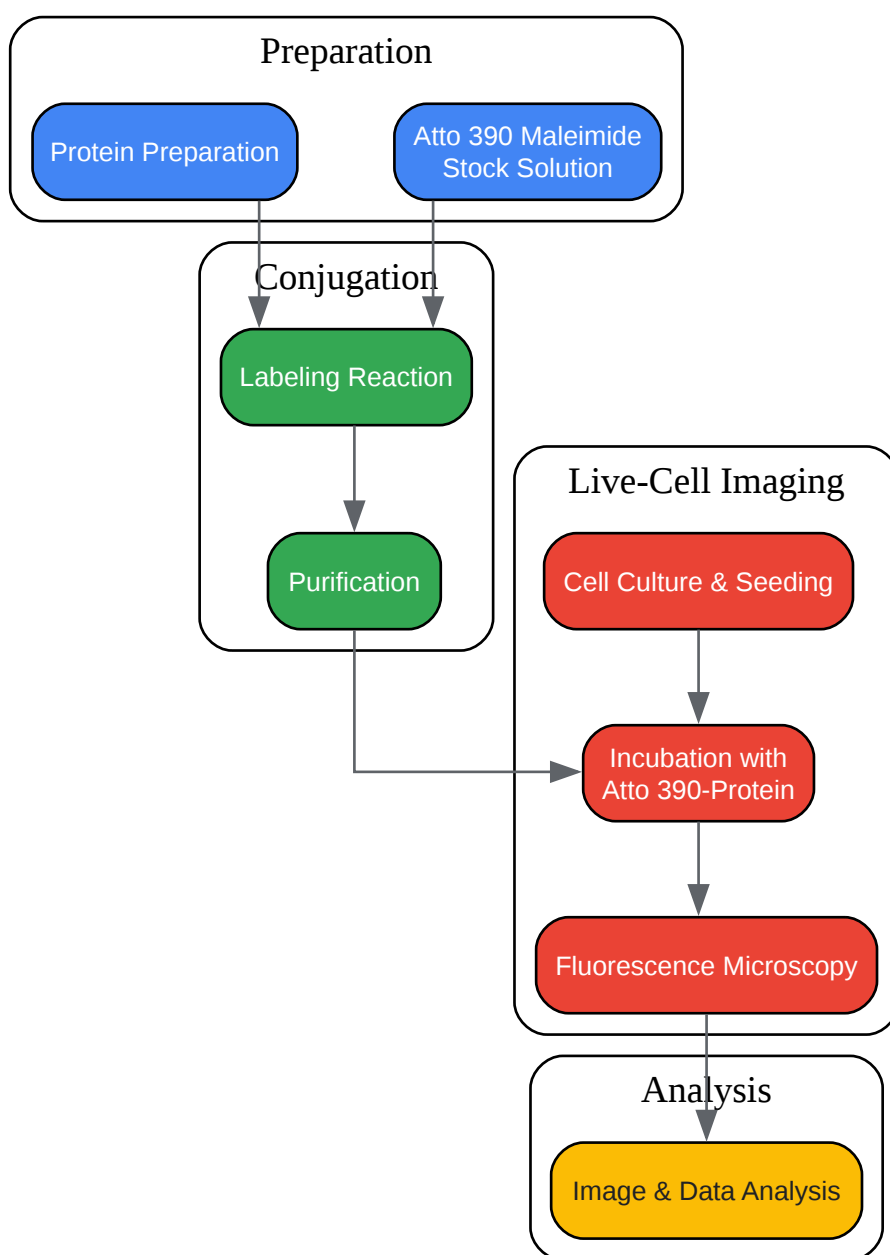 Preparation
Protein Preparation
Atto 390 Maleimide
Stock Solution
Conjugation
Labeling Reaction
Live-Cell Imaging
Purification
Cell Culture & Seeding
Incubation with
Atto 390-Protein
Fluorescence Microscopy
Analysis
Image & Data Analysis